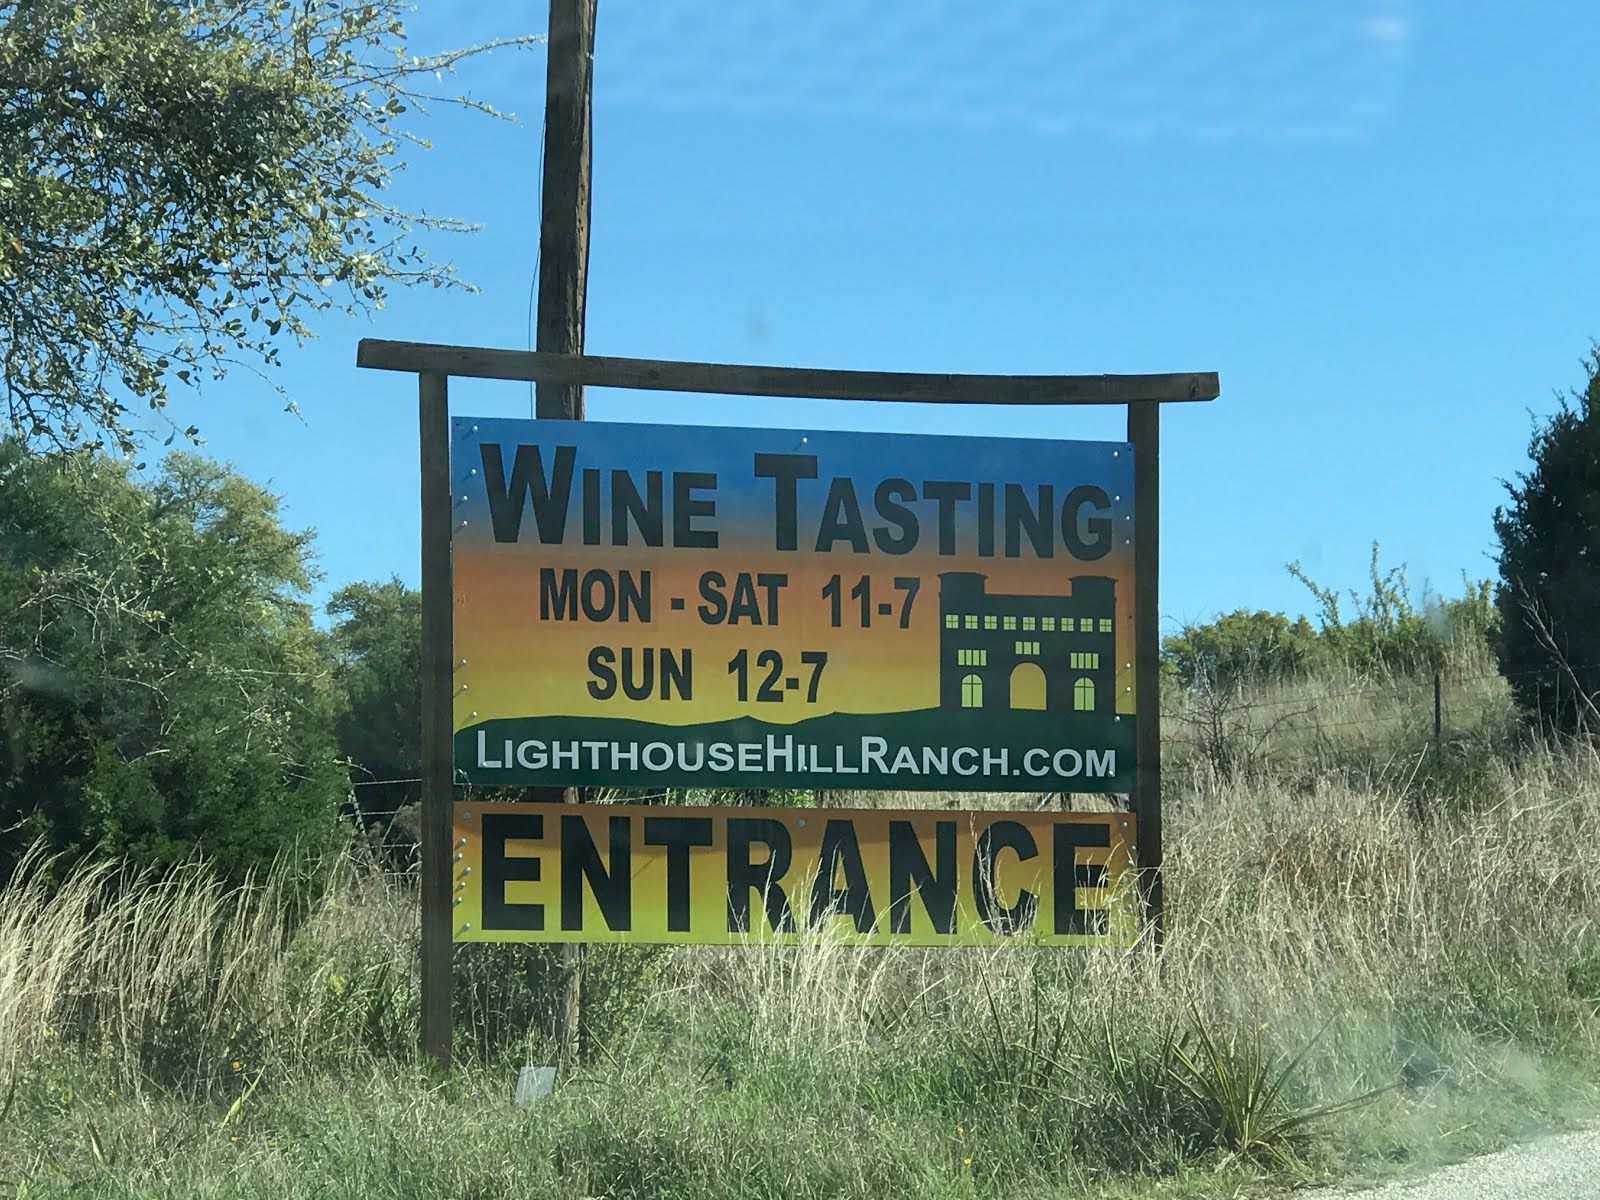 WINE TASTING
MON - SAT 11-7
SUN 12-7
LIGHTHOUSEHILLRANCH.COM
ENTRANCE